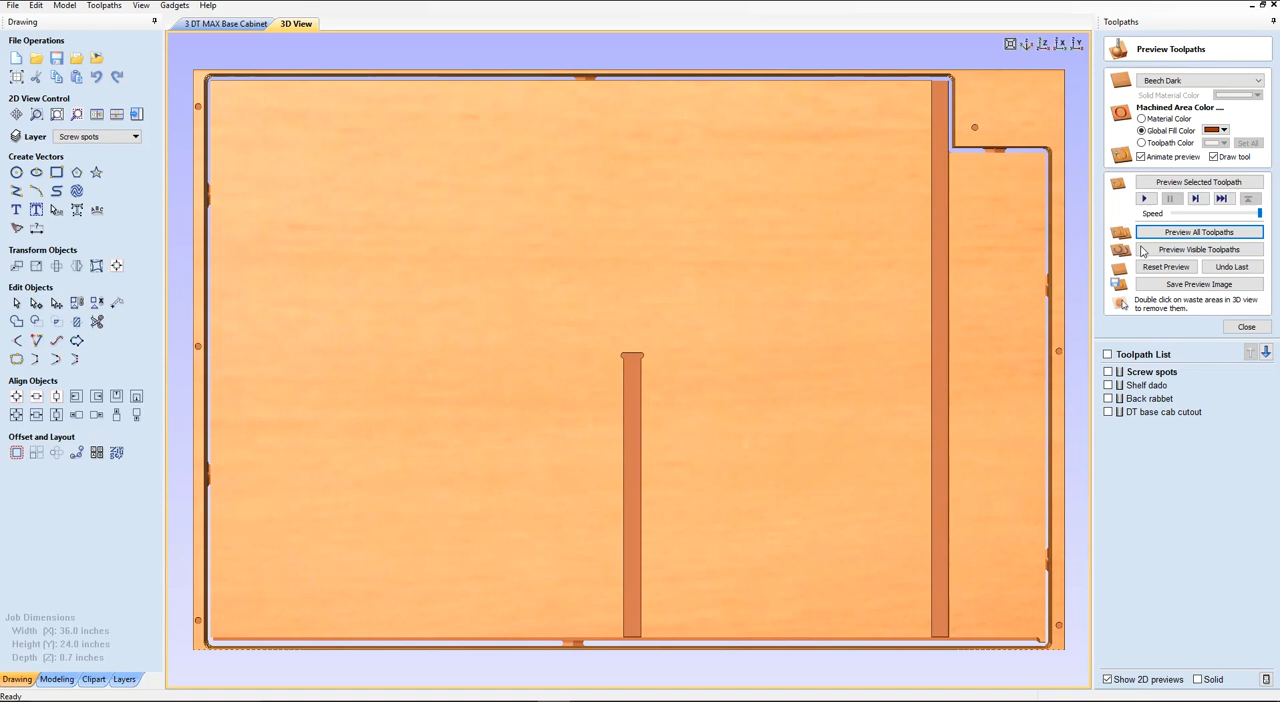 File Edit Model Toolpaths View Gadgets Help
Drawing
3 DT MAX Base Cabinet
3D View
Toolpaths
File Operations
2D View Control
Layer Screw spots
Create Vectors
Transform Objects
Edit Objects
Align Objects
Offset and Layout
Job Dimensions
Width (X): 36.0 inches
Height (Y): 24.0 inches
Depth (Z): 0.7 inches
Drawing Modeling Clipart Layers
Ready
Preview Toolpaths
Beech Dark
Solid Material Color
Machined Area Color ....
Material Color
Global Fill Color
Toolpath Color Set All
Animate preview Draw tool
Preview Selected Toolpath
Speed
Preview All Toolpaths
Preview Visible Toolpaths
Reset Preview Undo Last
Save Preview Image
Double click on waste areas in 3D view
to remove them.
Close
Toolpath List
Screw spots
Shelf dado
Back rabbet
DT base cab cutout
Show 2D previews Solid